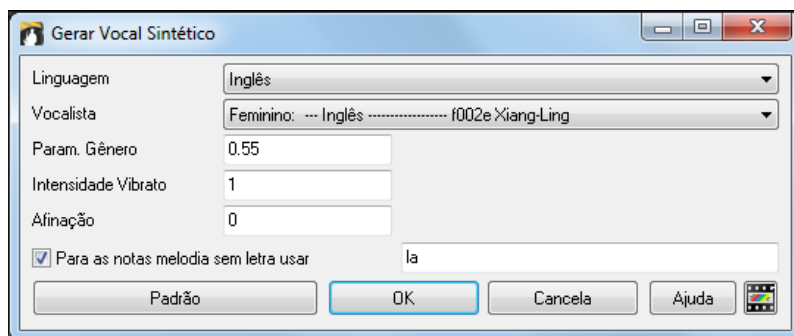 Gerar Vocal Sintético
Linguagem Inglês
Vocalista Feminino: --- Inglês ------------------ f002e Xiang-Ling
Param. Gênero 0.55
Intensidade Vibrato 1
Afinação 0
Para as notas melodia sem letra usar la
Padrão OK Cancela Ajuda